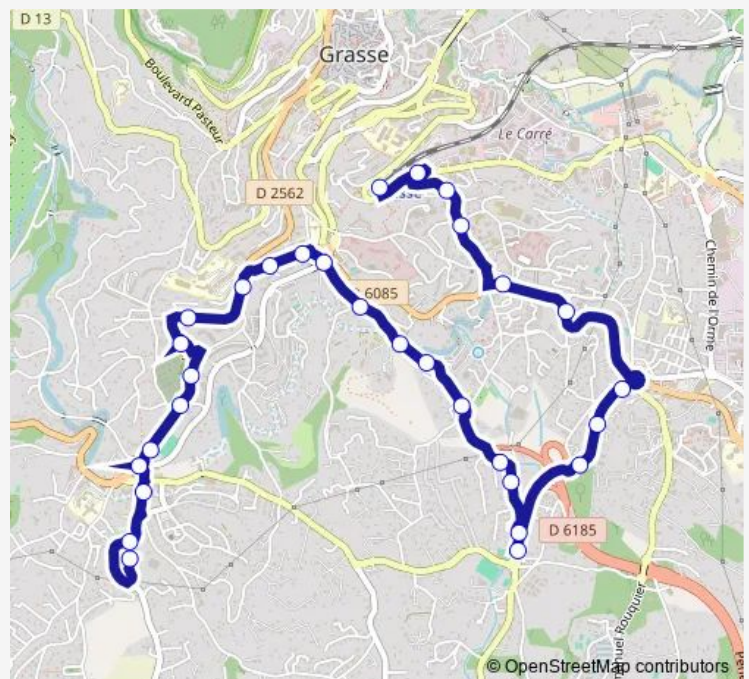 D 13
Grasse
Boulevard Pasteur
Le Carré
D 2562
Chemin de l'Orme
6085
D 6185
© OpenStreetMap contributors